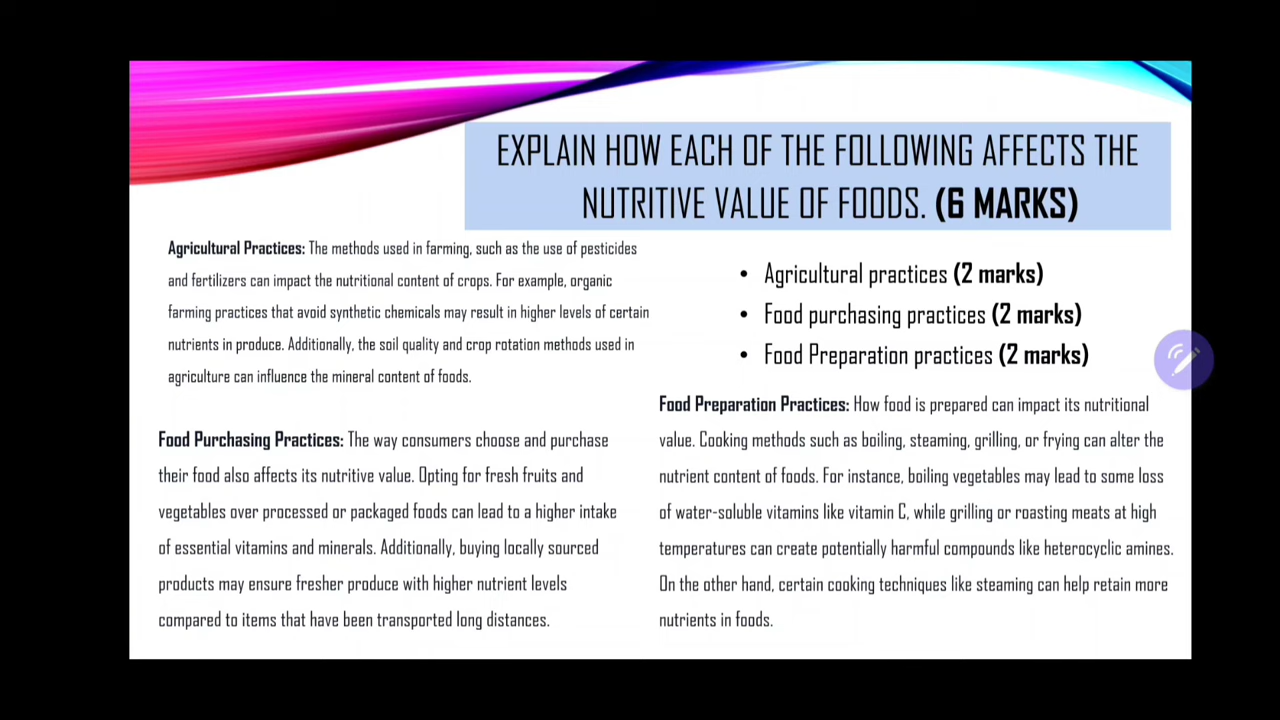 EXPLAIN HOW EACH OF THE FOLLOWING AFFECTS THE
NUTRITIVE VALUE OF FOODS. (6 MARKS)
Agricultural Practices: The methods used in farming, such as the use of pesticides
and fertilizers can impact the nutritional content of crops. For example, organic
farming practices that avoid synthetic chemicals may result in higher levels of certain
nutrients in produce. Additionally, the soil quality and crop rotation methods used in
agriculture can influence the mineral content of foods.
• Agricultural practices (2 marks)
• Food purchasing practices (2 marks)
• Food Preparation practices (2 marks)
Food Purchasing Practices: The way consumers choose and purchase
their food also affects its nutritive value. Opting for fresh fruits and
vegetables over processed or packaged foods can lead to a higher intake
of essential vitamins and minerals. Additionally, buying locally sourced
products may ensure fresher produce with higher nutrient levels
compared to items that have been transported long distances.
Food Preparation Practices: How food is prepared can impact its nutritional
value. Cooking methods such as boiling, steaming, grilling, or frying can alter the
nutrient content of foods. For instance, boiling vegetables may lead to some loss
of water-soluble vitamins like vitamin C, while grilling or roasting meats at high
temperatures can create potentially harmful compounds like heterocyclic amines.
On the other hand, certain cooking techniques like steaming can help retain more
nutrients in foods.